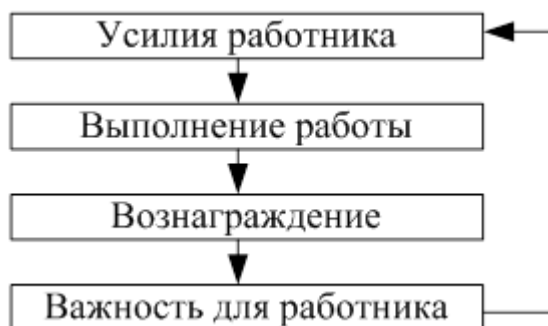 Усилия работника
Выполнение работы
Вознаграждение
Важность для работника